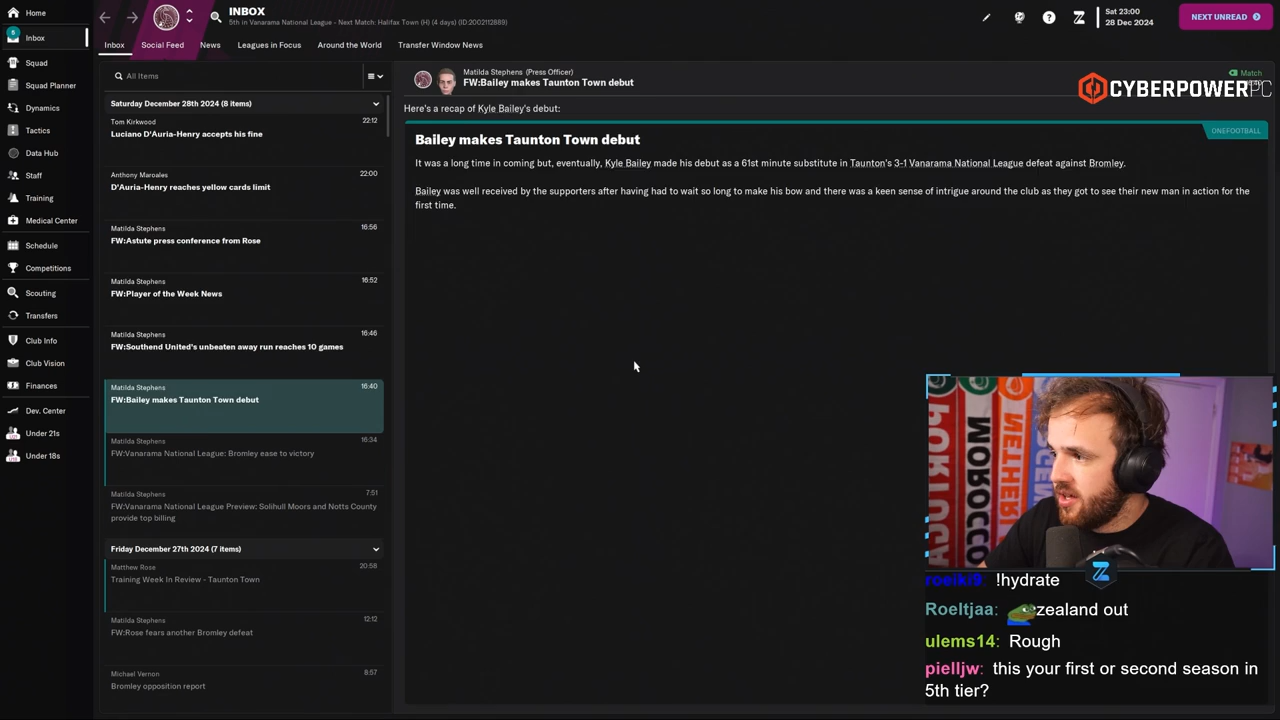 Home
Inbox
Squad
Squad Planner
Dynamics
Tactics
Data Hub
Staff
Training
Medical Center
Schedule
Competitions
Scouting
Transfers
Club Info
Club Vision
Finances
Dev. Center
Under 21s
Under 18s
INBOX
5th in Vanarama National League - Next Match: Halifax Town (H) (4 days) (ID:2002112889)
Sat 23:00
28 Dec 2024
NEXT UNREAD
Inbox Social Feed News Leagues in Focus Around the World Transfer Window News
All Items
Saturday December 28th 2024 (8 items)
Tom Kirkwood 22:12
Luciano D'Auria-Henry accepts his fine
Anthony Maroales 22:00
D'Auria-Henry reaches yellow cards limit
Matilda Stephens 16:56
FW:Astute press conference from Rose
Matilda Stephens 16:52
FW:Player of the Week News
Matilda Stephens 16:46
FW:Southend United's unbeaten away run reaches 10 games
Matilda Stephens 16:40
FW:Bailey makes Taunton Town debut
Matilda Stephens 16:34
FW:Vanarama National League: Bromley ease to victory
Matilda Stephens 7:51
FW:Vanarama National League Preview: Solihull Moors and Notts County
provide top billing
Friday December 27th 2024 (7 items)
Matthew Rose 20:58
Training Week In Review - Taunton Town
Matilda Stephens 12:12
FW:Rose fears another Bromley defeat
Michael Vernon 8:57
Bromley opposition report
Matilda Stephens (Press Officer)
FW:Bailey makes Taunton Town debut
Match
CYBERPOWERPC
Here's a recap of Kyle Bailey's debut:
ONEFOOTBALL
Bailey makes Taunton Town debut
It was a long time in coming but, eventually, Kyle Bailey made his debut as a 61st minute substitute in Taunton's 3-1 Vanarama National League defeat against Bromley.
Bailey was well received by the supporters after having had to wait so long to make his bow and there was a keen sense of intrigue around the club as they got to see their new man in action for the
first time.
MOROCCO
roeiki9: !hydrate
Roeltjaa: zealand out
ulems14: Rough
pielljw: this your first or second season in
5th tier?